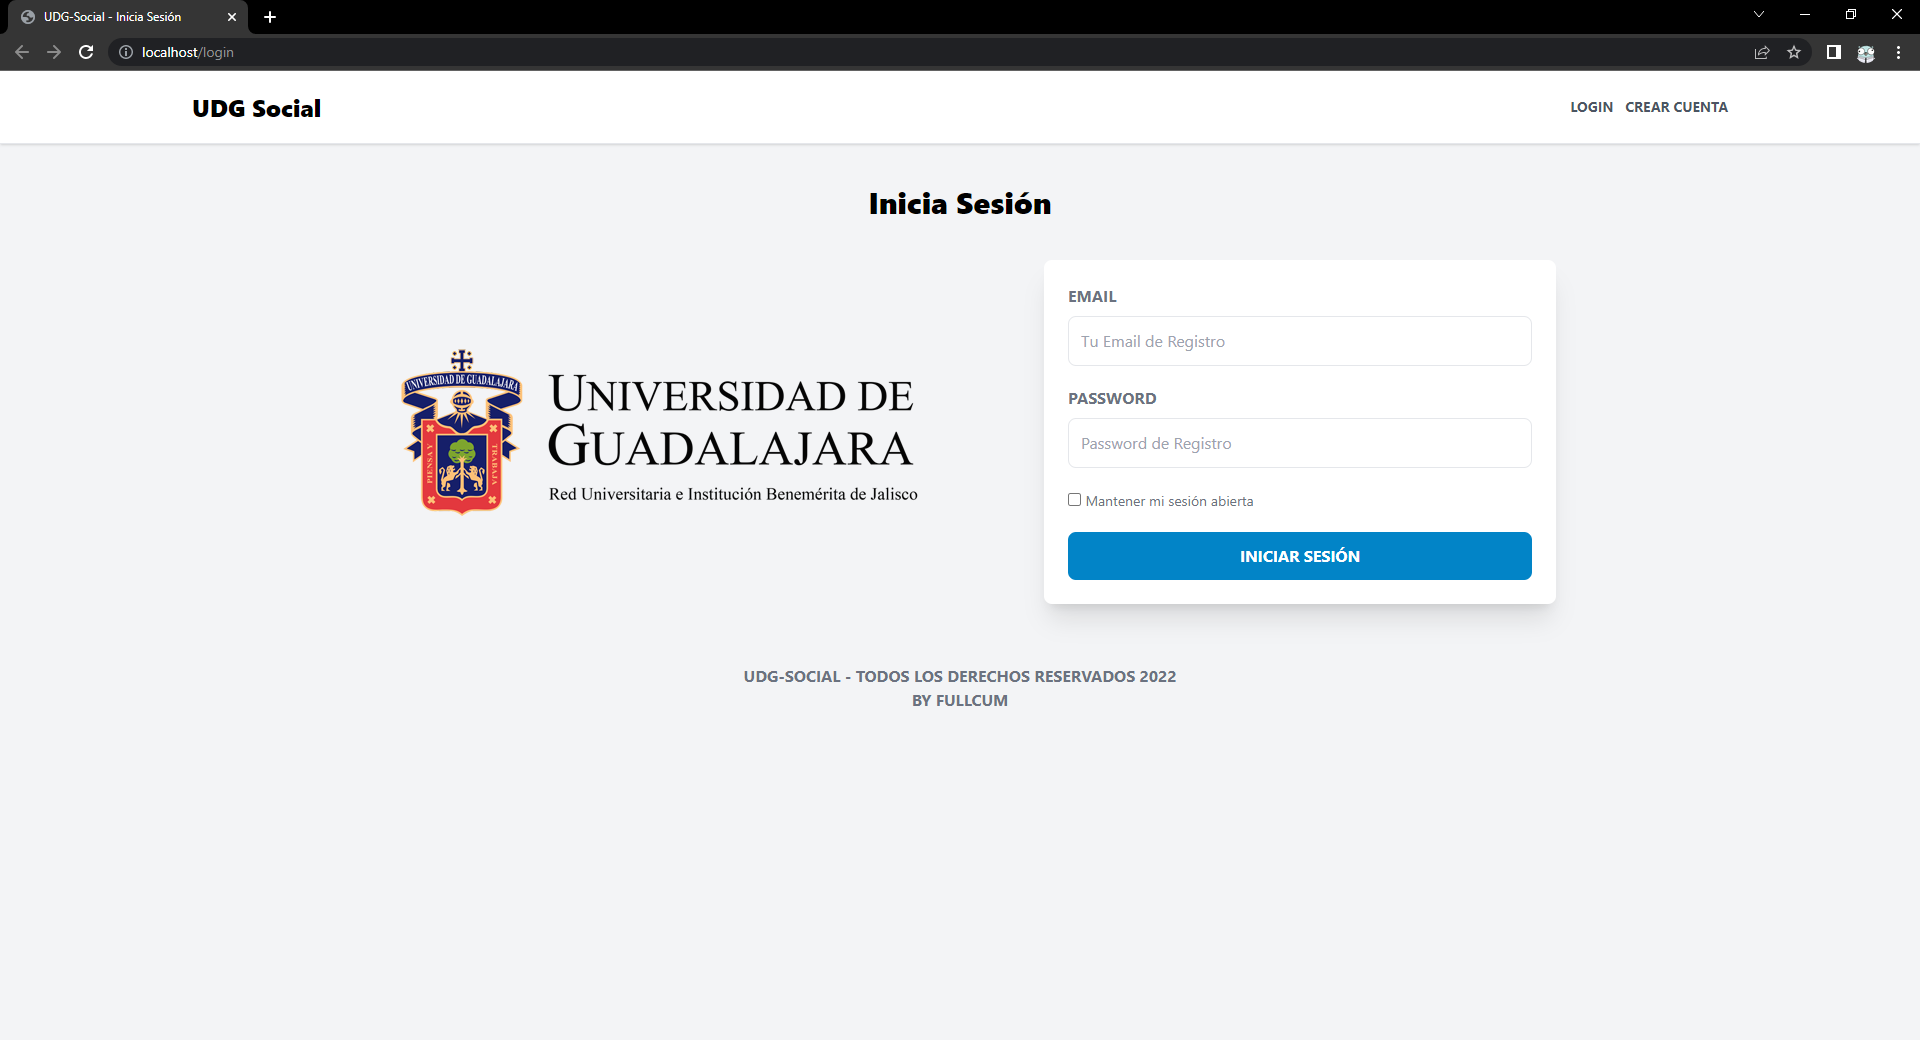 UDG-Social - Inicia Sesión
localhost/login
UDG Social
LOGIN CREAR CUENTA
Inicia Sesión
UNIVERSIDAD DE GUADALAJARA
PIENSA Y
TRABAJA
UNIVERSIDAD DE
GUADALAJARA
Red Universitaria e Institución Benemérita de Jalisco
EMAIL
Tu Email de Registro
PASSWORD
Password de Registro
Mantener mi sesión abierta
INICIAR SESIÓN
UDG-SOCIAL - TODOS LOS DERECHOS RESERVADOS 2022
BY FULLCUM